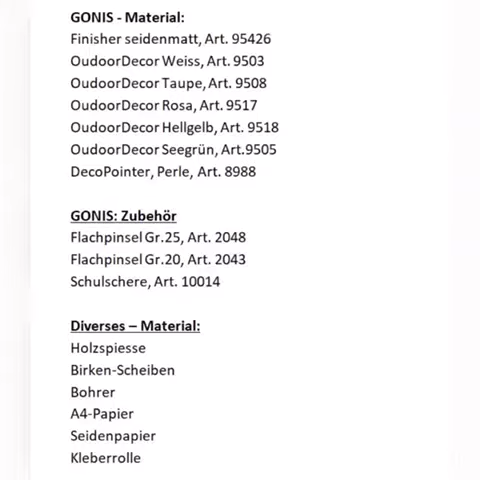 GONIS - Material:
Finisher seidenmatt, Art. 95426
OudoorDecor Weiss, Art. 9503
OudoorDecor Taupe, Art. 9508
OudoorDecor Rosa, Art. 9517
OudoorDecor Hellgelb, Art. 9518
OudoorDecor Seegrün, Art.9505
DecoPointer, Perle, Art. 8988
GONIS: Zubehör
Flachpinsel Gr.25, Art. 2048
Flachpinsel Gr.20, Art. 2043
Schulschere, Art. 10014
Diverses – Material:
Holzspiesse
Birken-Scheiben
Bohrer
A4-Papier
Seidenpapier
Kleberrolle